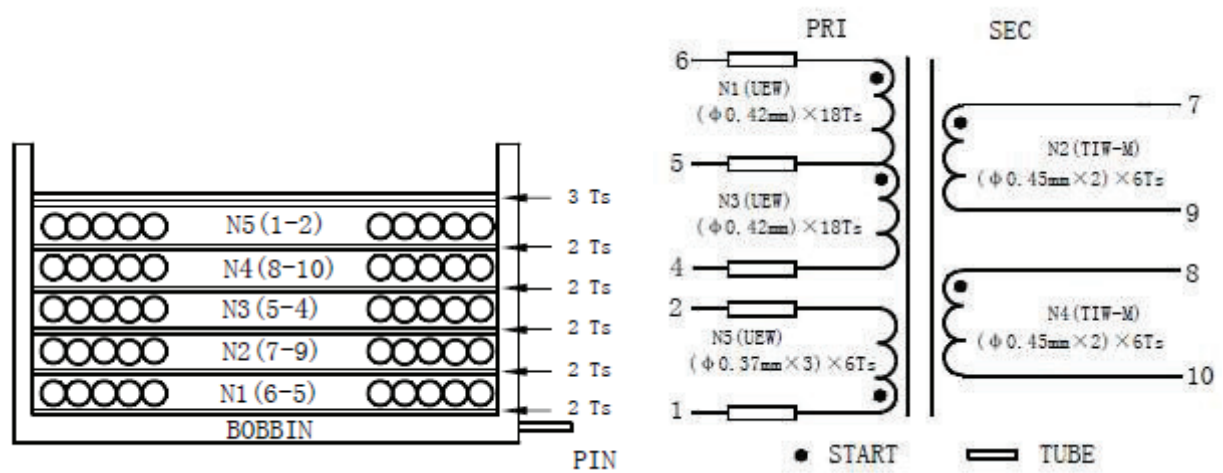 3 Ts
N5(1-2)
2 Ts
N4(8-10)
2 Ts
N3(5-4)
2 Ts
N2(7-9)
2 Ts
N1(6-5)
2 Ts
BOBBIN
PIN
PRI
SEC
6
N1(UEW)
(φ0.42mm)×18Ts
5
N3(UEW)
(φ0.42mm)×18Ts
4
2
N5(UEW)
(φ0.37mm×3)×6Ts
1
7
N2(TIW-M)
(φ0.45mm×2)×6Ts
9
8
N4(TIW-M)
(φ0.45mm×2)×6Ts
10
START
TUBE